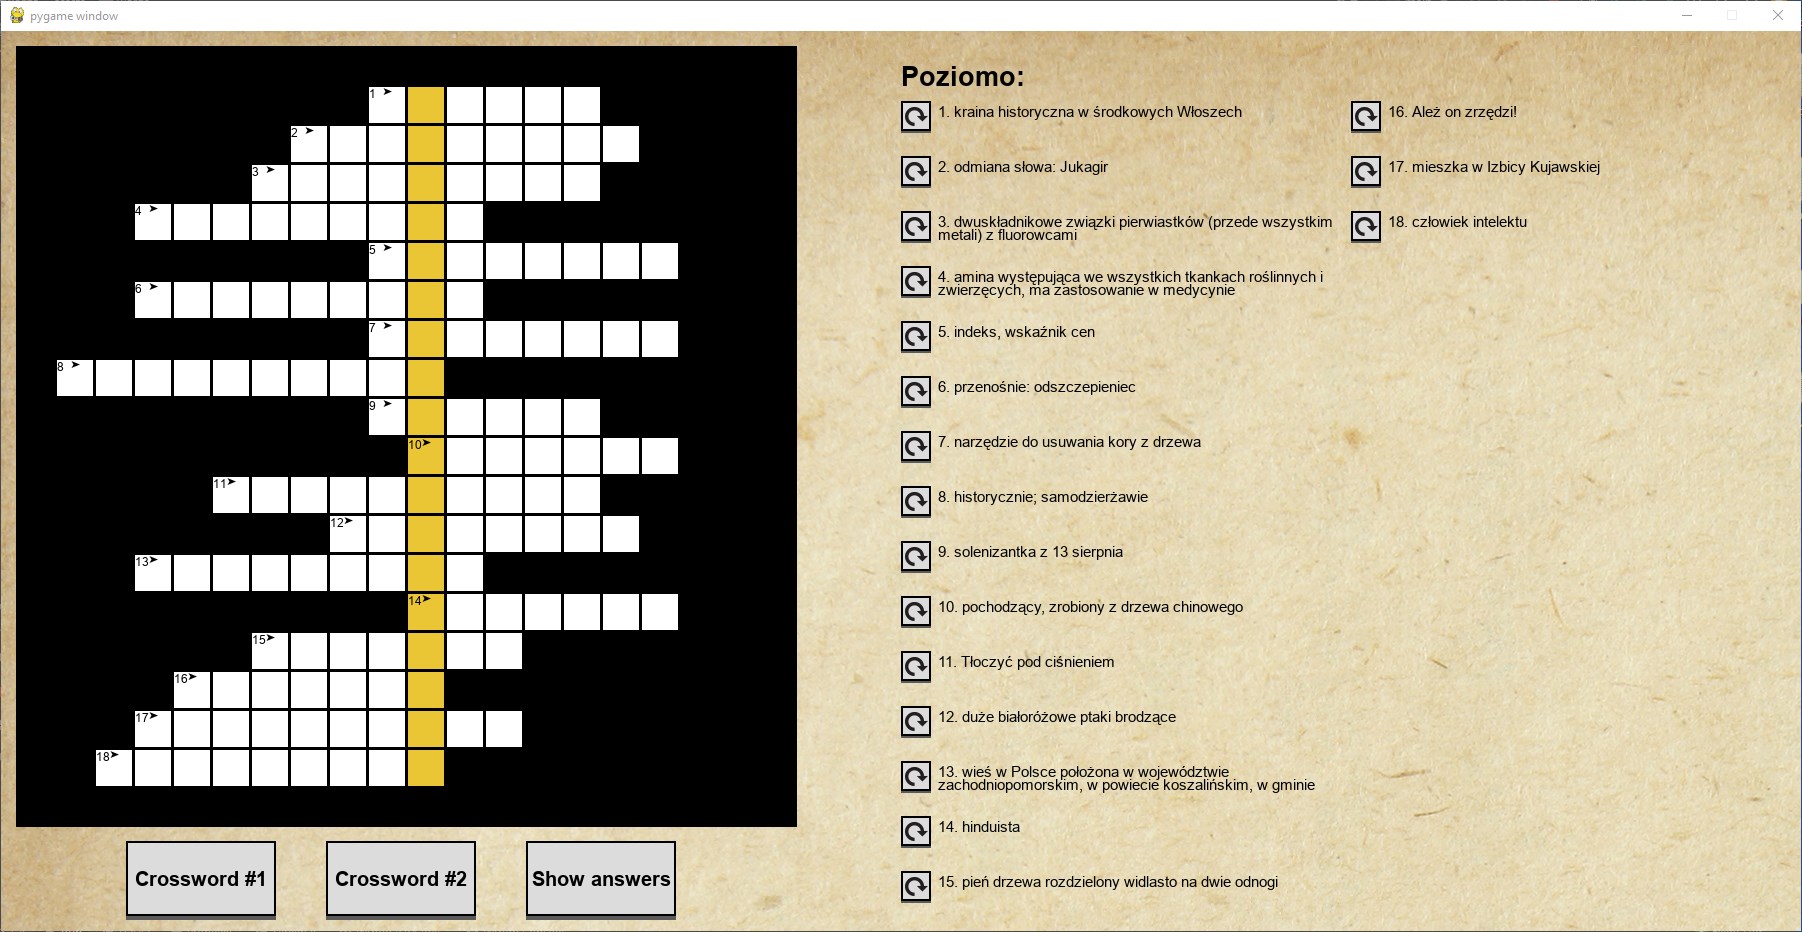 pygame window
1
2
3
4
5
6
7
8
9
10
11
12
13
14
15
16
17
18
Crossword #1
Crossword #2
Show answers
Poziomo:
1. kraina historyczna w środkowych Włoszech
2. odmiana słowa: Jukagir
3. dwuskładnikowe związki pierwiastków (przede wszystkim
metali) z fluorowcami
4. amina występująca we wszystkich tkankach roślinnych i
zwierzęcych, ma zastosowanie w medycynie
5. indeks, wskaźnik cen
6. przenośnie: odszczepieniec
7. narzędzie do usuwania kory z drzewa
8. historycznie; samodzierżawie
9. solenizantka z 13 sierpnia
10. pochodzący, zrobiony z drzewa chinowego
11. Tłoczyć pod ciśnieniem
12. duże białoróżowe ptaki brodzące
13. wieś w Polsce położona w województwie
zachodniopomorskim, w powiecie koszalińskim, w gminie
14. hinduista
15. pień drzewa rozdzielony widlasto na dwie odnogi
16. Ależ on zrzędzi!
17. mieszka w Izbicy Kujawskiej
18. człowiek intelektu